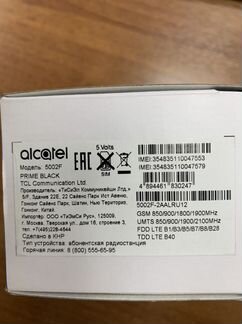 alcatel
Модель: 5002F
PRIME BLACK
TCL Communication Ltd.
Производитель: «ТиСиЭл Коммуникейшн Лтд.»
5/F, Здание 22E, 22 Сайенс Парк Ист Авеню,
Гонконг Сайенс Парк, Шатин, Нью Территориз,
Гонконг, Китай.
Импортер: ООО «ТиЭмСи Рус», 125009,
г. Москва, Тверская ул., дом 16, строение 3,
тел. +7(495)228-4644
Сделано в КНР
Тип устройства: абонентская радиостанция
Горячая линия: 8 (800) 555-65-95
EAC
5 Volts
SIM
IMEI:354835110047553
IMEI:354835110047579
4 894461 830247
5002F-2AALRU12
GSM 850/900/1800/1900MHz
UMTS 850/900/1900/2100MHz
FDD LTE B1/B3/B5/B7/B8/B28
TDD LTE B40